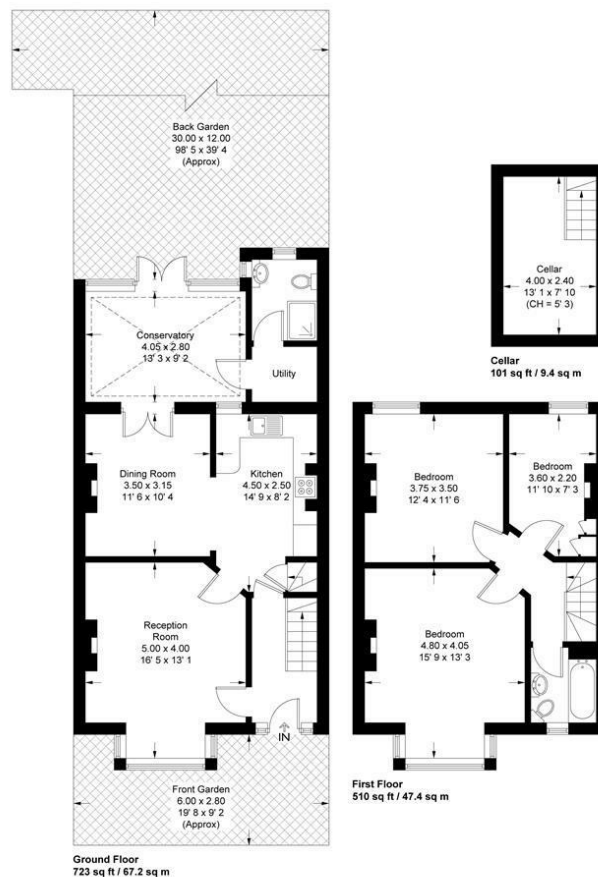 Back Garden
30.00 x 12.00
98' 5 x 39' 4
(Approx)
Cellar
4.00 x 2.40
13' 1 x 7' 10
(CH = 5' 3)
Cellar
101 sq ft / 9.4 sq m
Conservatory
4.05 x 2.80
13' 3 x 9' 2
Utility
Dining Room
3.50 x 3.15
11' 6 x 10' 4
Kitchen
4.50 x 2.50
14' 9 x 8' 2
Bedroom
3.75 x 3.50
12' 4 x 11' 6
Bedroom
3.60 x 2.20
11' 10 x 7' 3
Reception
Room
5.00 x 4.00
16' 5 x 13' 1
Bedroom
4.80 x 4.05
15' 9 x 13' 3
IN
Front Garden
6.00 x 2.80
19' 8 x 9' 2
(Approx)
First Floor
510 sq ft / 47.4 sq m
Ground Floor
723 sq ft / 67.2 sq m